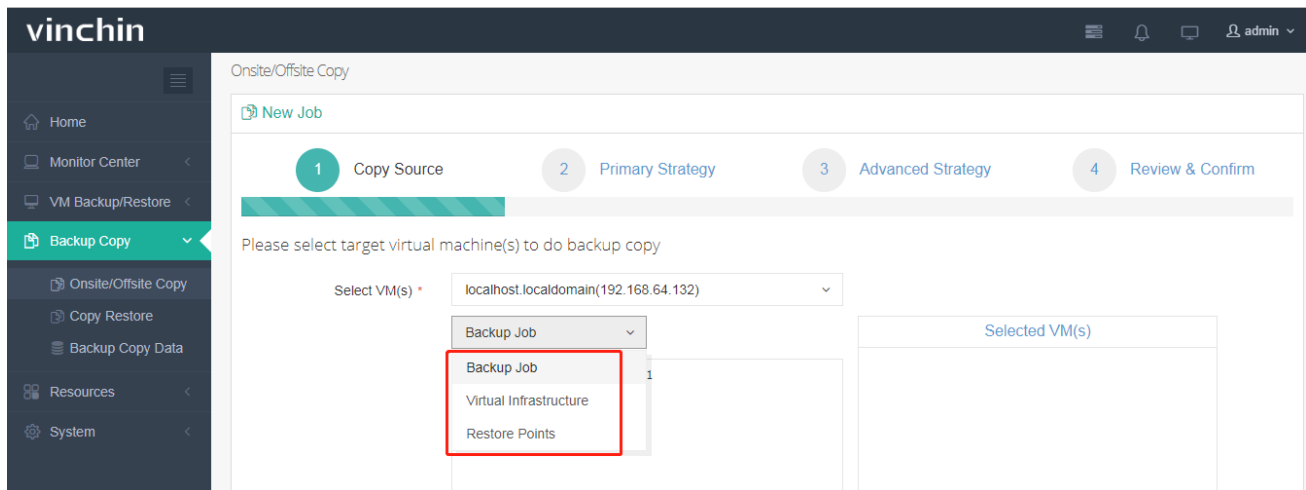 vinchin
admin
Onsite/Offsite Copy
New Job
Home
Monitor Center
VM Backup/Restore
Backup Copy
Onsite/Offsite Copy
Copy Restore
Backup Copy Data
Resources
System
1 Copy Source
2 Primary Strategy
3 Advanced Strategy
4 Review & Confirm
Please select target virtual machine(s) to do backup copy
Select VM(s) *
localhost.localdomain(192.168.64.132)
Backup Job
Backup Job
1
Virtual Infrastructure
Restore Points
Selected VM(s)